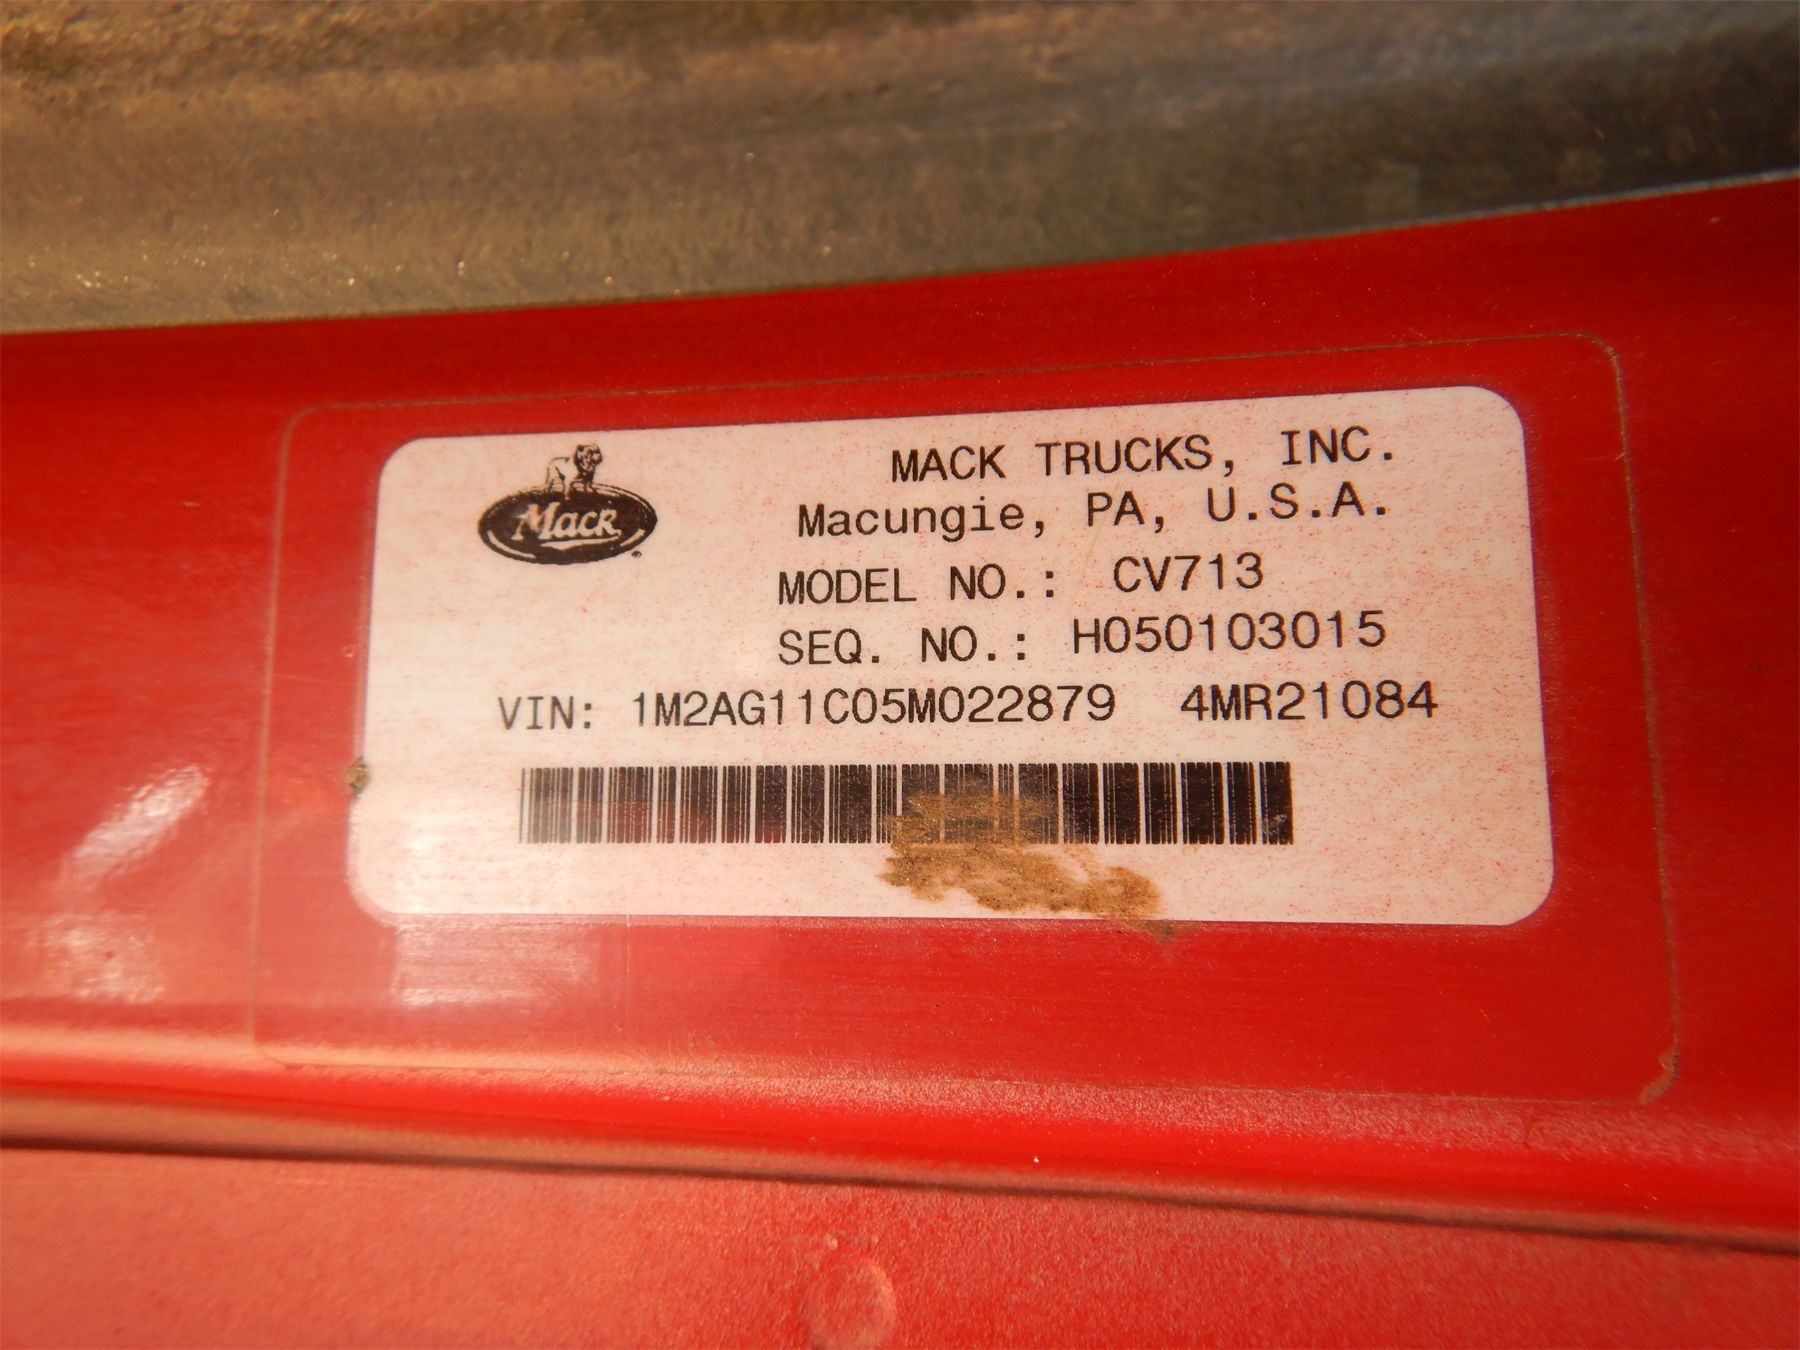 Mack
MACK TRUCKS, INC.
Macungie, PA, U.S.A.
MODEL NO.: CV713
SEQ. NO.: H050103015
VIN: 1M2AG11C05M022879 4MR21084